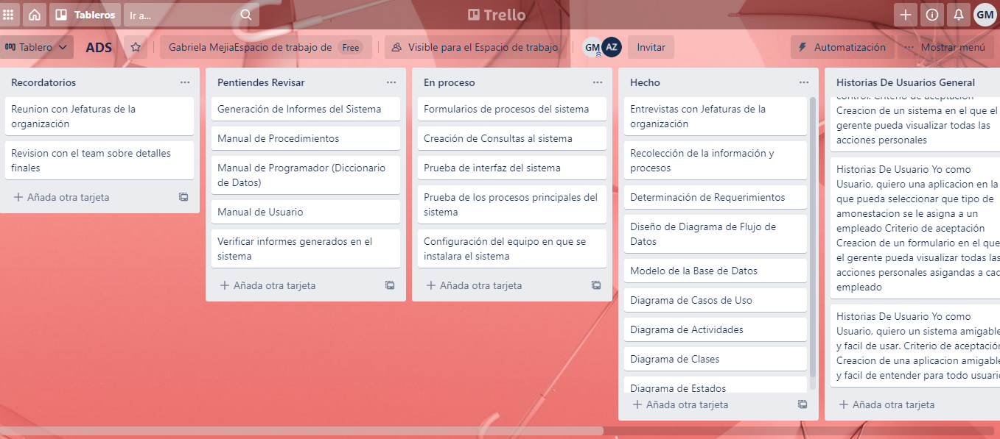 Tableros
Ir a...
Trello
GM
Tablero
ADS
Gabriela MejiaEspacio de trabajo de
Free
Visible para el Espacio de trabajo
GM
AZ
Invitar
Automatización
Mostrar menú
Recordatorios
Reunion con Jefaturas de la
organización
Revision con el team sobre detalles
finales
Añada otra tarjeta
Pentiendes Revisar
Generación de Informes del Sistema
Manual de Procedimientos
Manual de Programador (Diccionario
de Datos)
Manual de Usuario
Verificar informes generados en el
sistema
Añada otra tarjeta
En proceso
Formularios de procesos del sistema
Creación de Consultas al sistema
Prueba de interfaz del sistema
Prueba de los procesos principales del
sistema
Configuración del equipo en que se
instalara el sistema
Añada otra tarjeta
Hecho
Entrevistas con Jefaturas de la
organización
Recolección de la información y
procesos
Determinación de Requerimientos
Diseño de Diagrama de Flujo de
Datos
Modelo de la Base de Datos
Diagrama de Casos de Uso
Diagrama de Actividades
Diagrama de Clases
Diagrama de Estados
Añada otra tarjeta
Historias De Usuarios General
control. Criterio de aceptación
Creacion de un sistema en el que el
gerente pueda visualizar todas las
acciones personales
Historias De Usuario Yo como
Usuario, quiero una aplicacion en la
que pueda seleccionar que tipo de
amonestacion se le asigna a un
empleado Criterio de aceptación
Creacion de un formulario en el que
el gerente pueda visualizar todas las
acciones personales asigandas a cad
empleado
Historias De Usuario Yo como
Usuario, quiero un sistema amigable
y facil de usar. Criterio de aceptación
Creacion de una aplicacion amigable
y facil de entender para todo usuari
Añada otra tarjeta